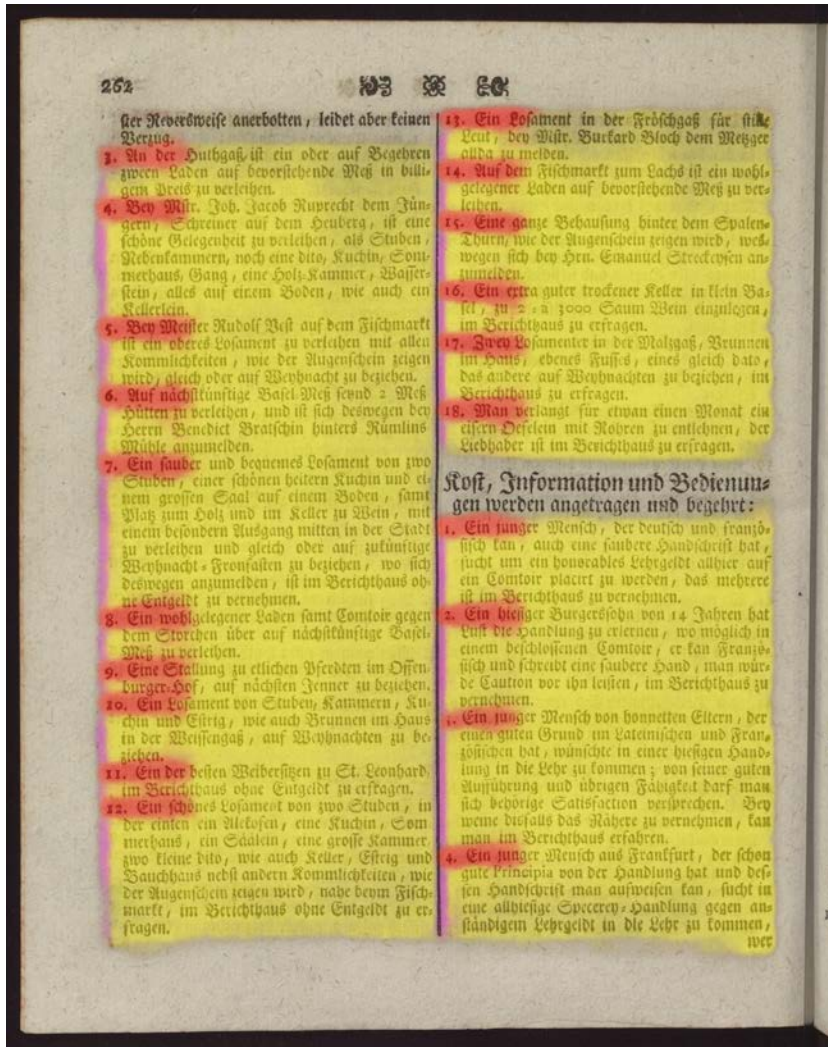 262
ster Reversweise anerbotten, leidet aber keinen
Verzug.
3. An der Huthgaß ist ein oder auf Begehren
zween Laden auf bevorstehende Meß in billi-
gem Preis zu verleihen.
4. Bey Mstr. Joh. Jacob Ruprecht dem Jün-
gern, Schreiner auf dem Heuberg, ist eine
schöne Gelegenheit zu verleihen, als Stuben,
Nebenkammern, noch eine dito, Kuchin, Som-
merhaus, Gang, eine Holz-Kammer, Wasser-
stein, alles auf einem Boden, wie auch ein
Kellerlein.
5. Bey Meister Rudolf Vest auf dem Fischmarkt
ist ein oberes Losament zu verleihen mit allen
Kommlichkeiten, wie der Augenschein zeigen
wird, gleich oder auf Weyhnacht zu beziehen.
6. Auf nächstkünftige Basel-Meß seynd 2 Meß
Hütten zu verleihen, und ist sich deswegen bey
Herrn Benedict Bratschin hinters Rümlins
Mühle anzumelden.
7. Ein sauber und bequemes Losament von zwo
Stuben, einer schönen heitern Kuchin und ei-
nem grossen Saal auf einem Boden, samt
Platz zum Holz und im Keller zu Wein, mit
einem besondern Ausgang mitten in der Stadt
zu verleihen und gleich oder auf zukünftige
Weyhnacht-Fronfasten zu beziehen, wo sich
deswegen anzumelden, ist im Berichthaus oh-
ne Entgeldt zu vernehmen.
8. Ein wohlgelegener Laden samt Comtoir gegen
dem Storchen über auf nächstkünftige Basel-
Meß zu verleihen.
9. Eine Stallung zu etlichen Pferdten im Offen-
burger-Hof, auf nächsten Jenner zu beziehen.
10. Ein Losament von Stuben, Kammern, Ku-
chin und Estrig, wie auch Brunnen im Haus
in der Weissengaß, auf Weyhnachten zu be-
ziehen.
11. Ein der besten Weibersitzen zu St. Leonhard,
im Berichthaus ohne Entgeldt zu erfragen.
12. Ein schönes Losament von zwo Stuben, in
der einten ein Alekofen, eine Kuchin, Som
merhaus, ein Säälein, eine grosse Kammer,
zwo kleine dito, wie auch Keller, Estrig und
Bauchhaus nebst andern Kommlichkeiten, wie
der Augenschein zeigen wird, nahe beym Fisch-
markt, im Berichthaus ohne Entgeldt zu er-
fragen.
13. Ein Losament in der Fröschgaß für stille
Leut, bey Mstr. Burkard Bloch dem Metzger
allda zu melden.
14. Auf dem Fischmarkt zum Lachs ist ein wohl-
gelegener Laden auf bevorstehende Meß zu ver-
leihen.
15. Eine ganze Behausung hinter dem Spalen-
Thurn, wie der Augenschein zeigen wird, wes-
wegen sich bey Hrn. Emanuel Streckeysen an-
zumelden.
16. Ein extra guter trockener Keller in klein Ba-
sel, zu 2 a 3000 Saum Wein einzulegen,
im Berichthaus zu erfragen.
17. Zwey Losamenter in der Malzgaß, Brunnen
im Haus, ebenes Fusses, eines gleich dato,
das andere auf Weyhnachten zu beziehen, im
Berichthaus zu erfragen.
18. Man verlangt für etwan einen Monat ein
eisern Oefelein mit Rohren zu entlehnen, der
Liebhaber ist im Berichthaus zu erfragen.
Kost, Information und Bedienun-
gen werden angetragen und begehrt:
1. Ein junger Mensch, der deutsch und französ-
sisch kan, auch eine saubere Handschrift hat,
sucht um ein honorables Lehrgeldt allhier auf
ein Comtoir placirt zu werden, das mehrere
ist im Berichthaus zu vernehmen.
2. Ein hiesiger Burgerssohn von 14 Jahren hat
Lust die Handlung zu erlernen, wo möglich in
einem beschlossenen Comtoir, er kan Franzö-
sisch und schreibt eine saubere Hand, man wür-
de Caution vor ihn leisten, im Berichthaus zu
vernehmen.
3. Ein junger Mensch von honnetten Eltern, der
einen guten Grund im Lateinischen und Fran-
zösischen hat, wünschte in einer hiesigen Hand-
lung in die Lehr zu kommen; von seiner guten
Aufführung und übrigen Fähigkeit darf man
sich behörige Satisfaction versprechen. Bey
weme disfalls das Nähere zu vernehmen, kan
man im Berichthaus erfahren.
4. Ein junger Mensch aus Frankfurt, der schon
gute Principia von der Handlung hat und des-
sen Handschrift man aufweisen kan, sucht in
eine allhiesige Specerey-Handlung gegen an-
ständigem Lehrgeldt in die Lehr zu kommen,
wer